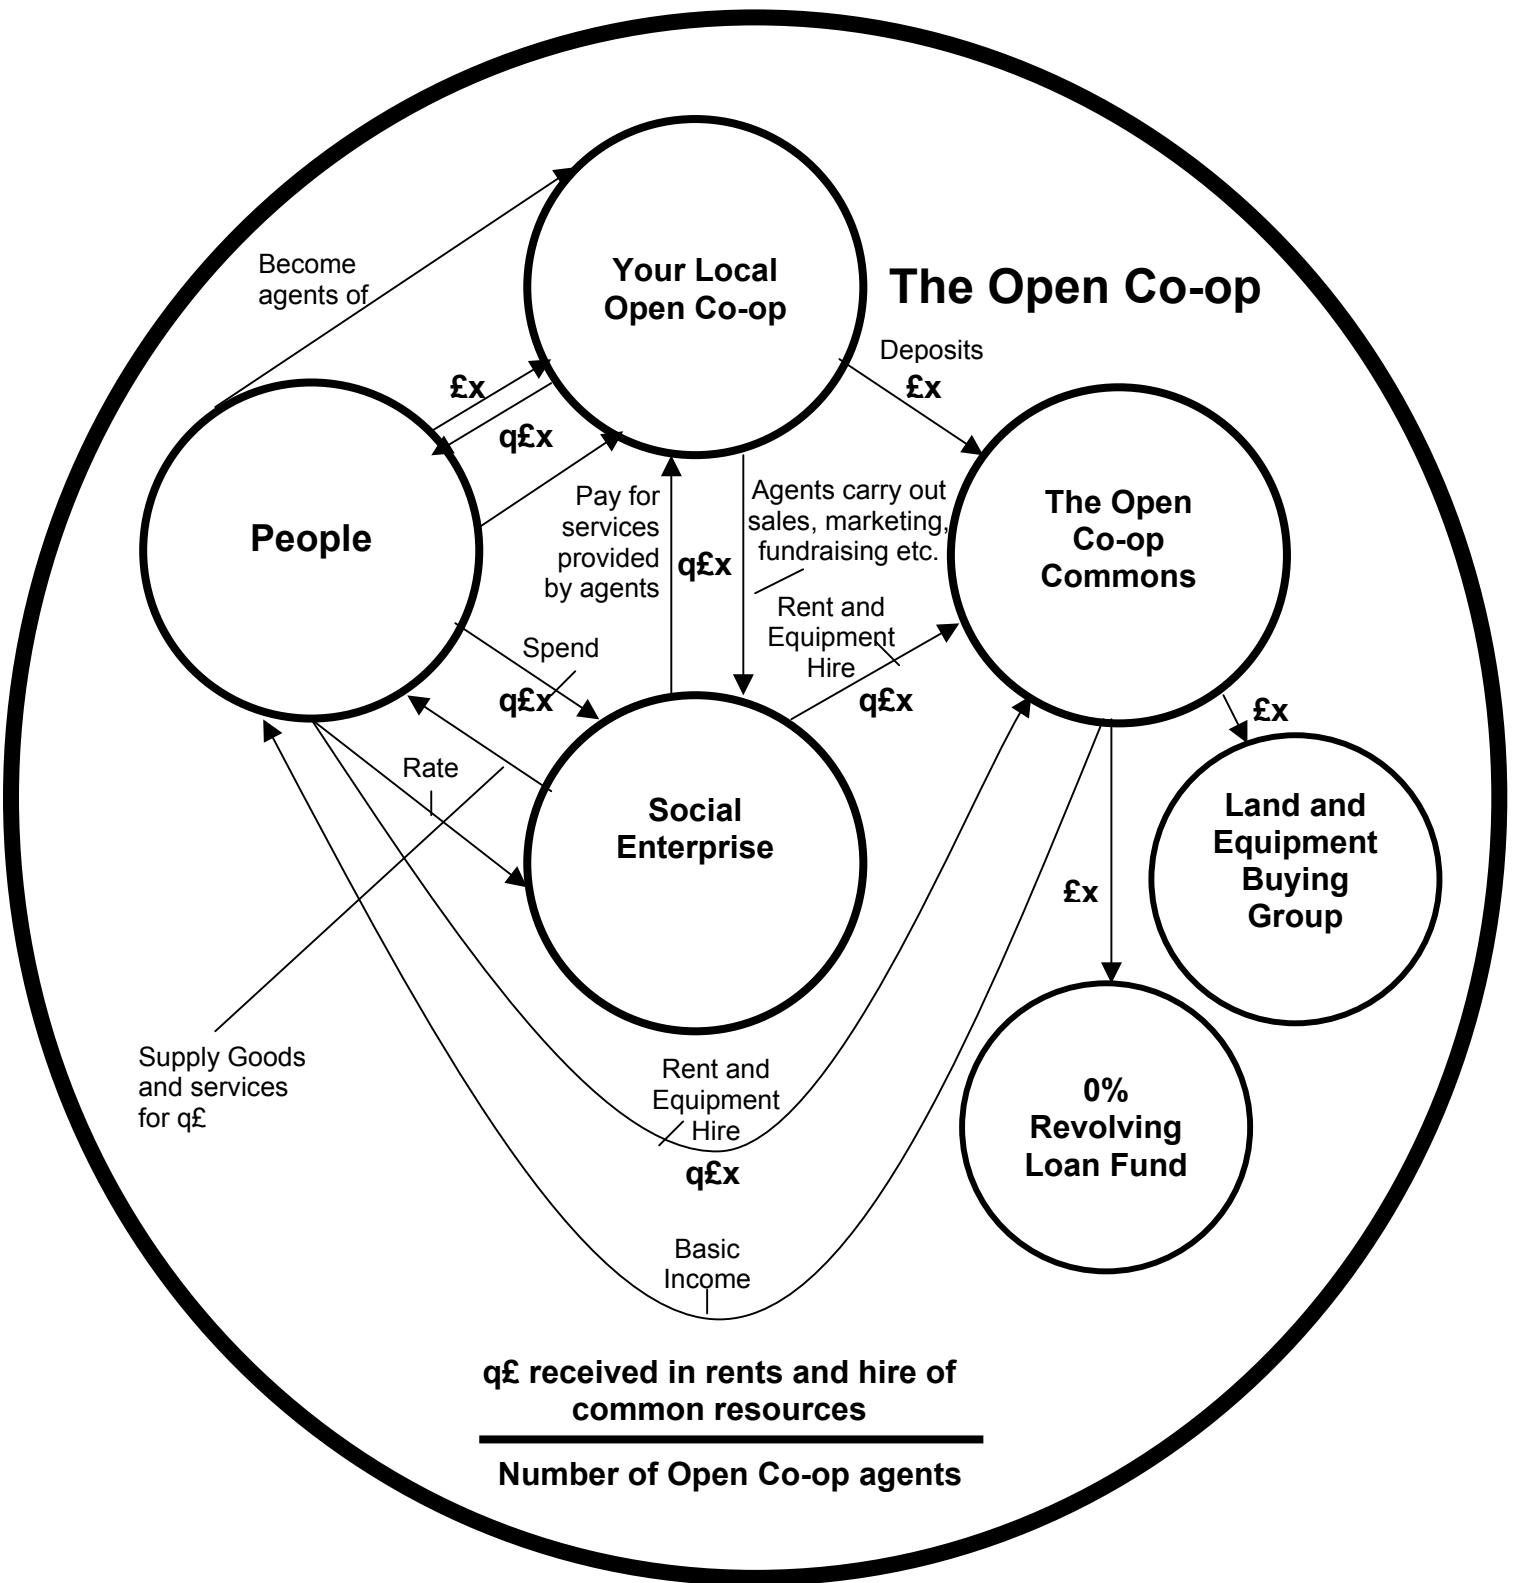 Your Local
Open Co-op
The Open Co-op
Become
agents of
Deposits
£x
£x
q£x
People
Pay for
services
provided
by agents
q£x
Agents carry out
sales, marketing,
fundraising etc.
The Open
Co-op
Commons
Rent and
Equipment
Hire
q£x
Spend
q£x
£x
Rate
Social
Enterprise
Land and
Equipment
Buying
Group
£x
Supply Goods
and services
for q£
Rent and
Equipment
Hire
q£x
0%
Revolving
Loan Fund
Basic
Income
q£ received in rents and hire of
common resources
Number of Open Co-op agents